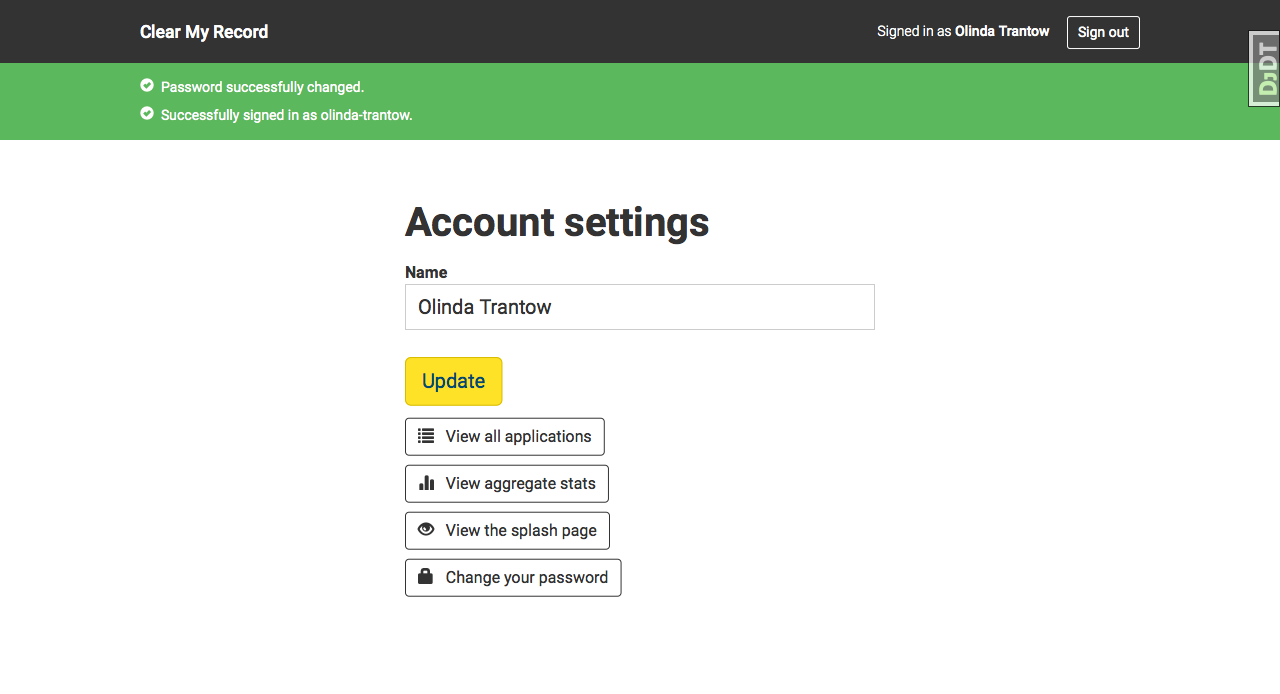 Clear My Record
Signed in as Olinda Trantow
Sign out
DjDT
Password successfully changed.
Successfully signed in as olinda-trantow.
Account settings
Name
Olinda Trantow
Update
View all applications
View aggregate stats
View the splash page
Change your password